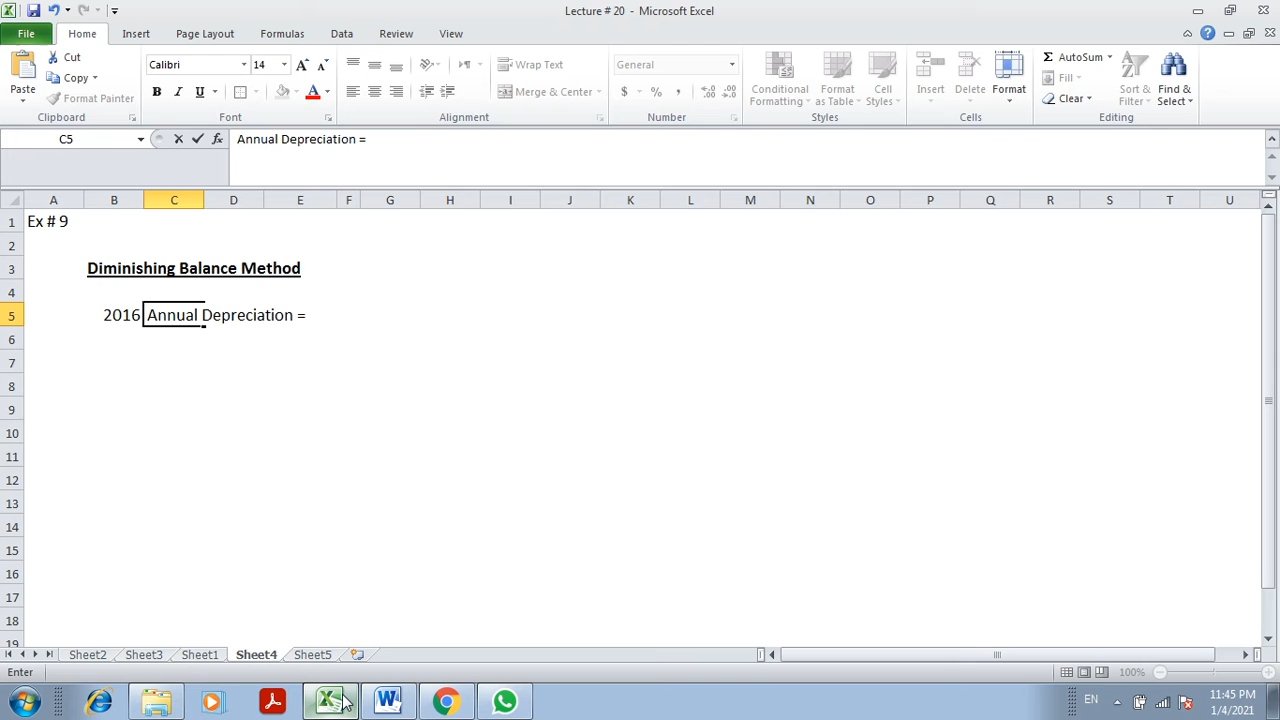 Lecture # 20 - Microsoft Excel
File Home Insert Page Layout Formulas Data Review View
Cut
Copy
Format Painter
Paste
Clipboard
Calibri 14
B I U A
Font
Wrap Text
Merge & Center
Alignment
General
$ % ,
Number
Conditional Formatting
Format as Table
Cell Styles
Styles
Insert Delete Format
Cells
Σ AutoSum
Fill
Clear
Sort & Filter
Find & Select
Editing
C5 fx Annual Depreciation =
A B C D E F G H I J K L M N O P Q R S T U
1 Ex # 9
2
3 Diminishing Balance Method
4
5 2016 Annual Depreciation =
6
7
8
9
10
11
12
13
14
15
16
17
18
19
Sheet2 Sheet3 Sheet1 Sheet4 Sheet5
Enter 100%
EN 11:45 PM
1/4/2021